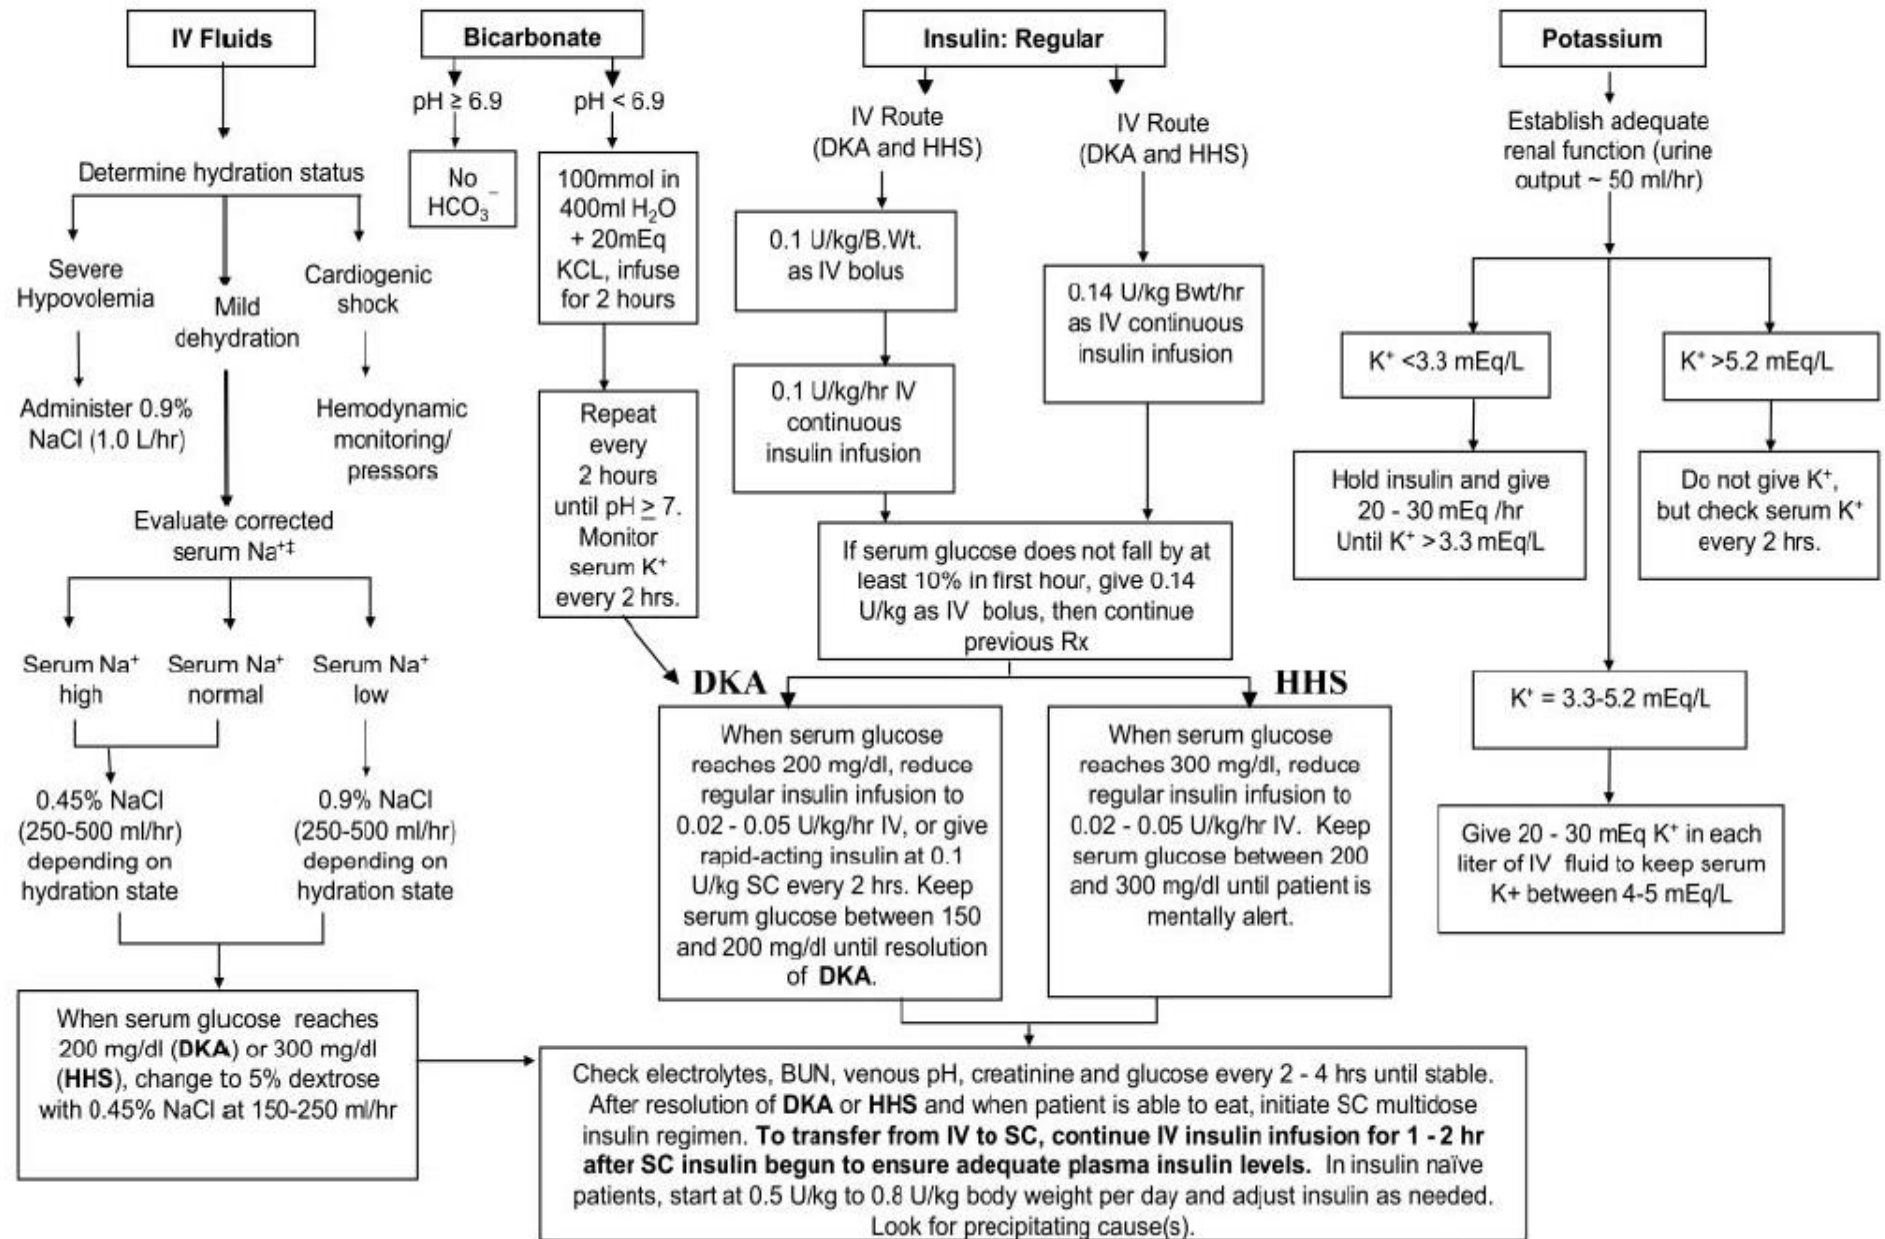 IV Fluids
Determine hydration status
Severe
Hypovolemia
Administer 0.9%
NaCl (1.0 L/hr)
Mild
dehydration
Cardiogenic
shock
Hemodynamic
monitoring/
pressors
Evaluate corrected
serum Na⁺‡
Serum Na⁺
high
Serum Na⁺
normal
Serum Na⁺
low
0.45% NaCl
(250-500 ml/hr)
depending on
hydration state
0.9% NaCl
(250-500 ml/hr)
depending on
hydration state
When serum glucose reaches
200 mg/dl (DKA) or 300 mg/dl
(HHS), change to 5% dextrose
with 0.45% NaCl at 150-250 ml/hr
Bicarbonate
pH ≥ 6.9
No
HCO₃⁻
pH < 6.9
100mmol in
400ml H₂O
+ 20mEq
KCL, infuse
for 2 hours
Repeat
every
2 hours
until pH ≥ 7.
Monitor
serum K⁺
every 2 hrs.
Insulin: Regular
IV Route
(DKA and HHS)
0.1 U/kg/B.Wt.
as IV bolus
0.1 U/kg/hr IV
continuous
insulin infusion
IV Route
(DKA and HHS)
0.14 U/kg Bwt/hr
as IV continuous
insulin infusion
If serum glucose does not fall by at
least 10% in first hour, give 0.14
U/kg as IV bolus, then continue
previous Rx
DKA
When serum glucose
reaches 200 mg/dl, reduce
regular insulin infusion to
0.02 - 0.05 U/kg/hr IV, or give
rapid-acting insulin at 0.1
U/kg SC every 2 hrs. Keep
serum glucose between 150
and 200 mg/dl until resolution
of DKA.
HHS
When serum glucose
reaches 300 mg/dl, reduce
regular insulin infusion to
0.02 - 0.05 U/kg/hr IV. Keep
serum glucose between 200
and 300 mg/dl until patient is
mentally alert.
Potassium
Establish adequate
renal function (urine
output ~ 50 ml/hr)
K⁺ <3.3 mEq/L
Hold insulin and give
20 - 30 mEq /hr
Until K⁺ >3.3 mEq/L
K⁺ >5.2 mEq/L
Do not give K⁺,
but check serum K⁺
every 2 hrs.
K⁺ = 3.3-5.2 mEq/L
Give 20 - 30 mEq K⁺ in each
liter of IV fluid to keep serum
K+ between 4-5 mEq/L
Check electrolytes, BUN, venous pH, creatinine and glucose every 2 - 4 hrs until stable.
After resolution of DKA or HHS and when patient is able to eat, initiate SC multidose
insulin regimen. To transfer from IV to SC, continue IV insulin infusion for 1 - 2 hr
after SC insulin begun to ensure adequate plasma insulin levels. In insulin naïve
patients, start at 0.5 U/kg to 0.8 U/kg body weight per day and adjust insulin as needed.
Look for precipitating cause(s).